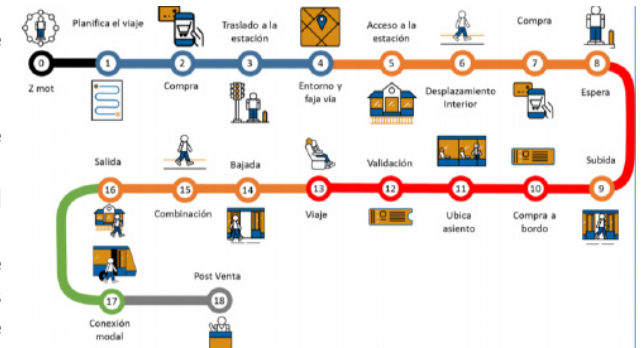 Planifica el viaje
Traslado a la
estación
Acceso a la
estación
Compra
0
1
2
3
4
5
6
7
8
Z mot
Compra
Entorno y
faja vía
Desplazamiento
Interior
Espera
Salida
Bajada
Validación
Subida
16
15
14
13
12
11
10
9
Combinación
Viaje
Ubica
asiento
Compra a
bordo
Post Venta
17
18
Conexión
modal